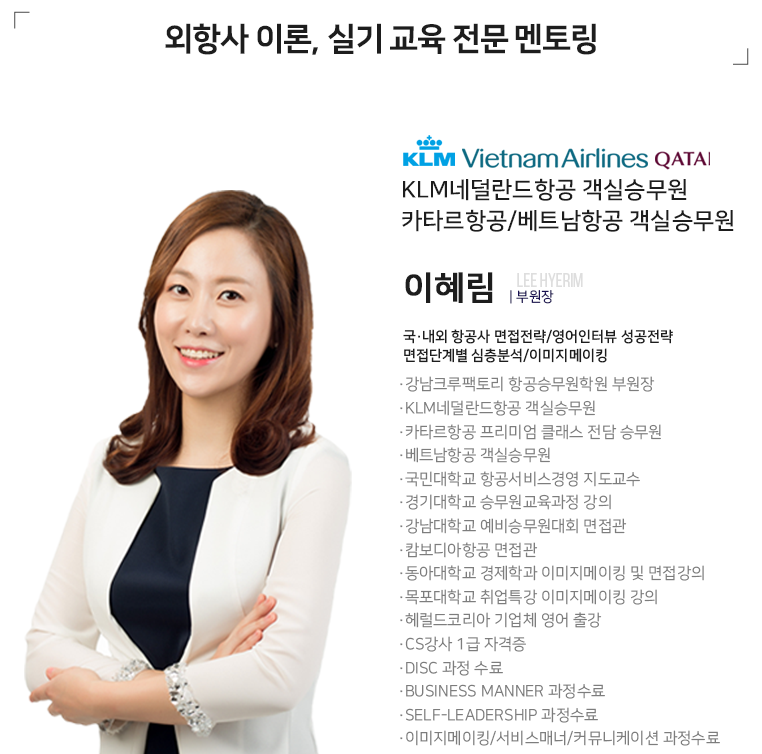 외항사 이론, 실기 교육 전문 멘토링
KLM Vietnam Airlines QATAI
KLM네덜란드항공 객실승무원
카타르항공/베트남항공 객실승무원
이혜림 LEE HYERIM
| 부원장
국·내외 항공사 면접전략/영어인터뷰 성공전략
면접단계별 심층분석/이미지메이킹
·강남크루팩토리 항공승무원학원 부원장
·KLM네덜란드항공 객실승무원
·카타르항공 프리미엄 클래스 전담 승무원
·베트남항공 객실승무원
·국민대학교 항공서비스경영 지도교수
·경기대학교 승무원교육과정 강의
·강남대학교 예비승무원대회 면접관
·캄보디아항공 면접관
·동아대학교 경제학과 이미지메이킹 및 면접강의
·목포대학교 취업특강 이미지메이킹 강의
·헤럴드코리아 기업체 영어 출강
·CS강사 1급 자격증
·DISC 과정 수료
·BUSINESS MANNER 과정수료
·SELF-LEADERSHIP 과정수료
·이미지메이킹/서비스매너/커뮤니케이션 과정수료